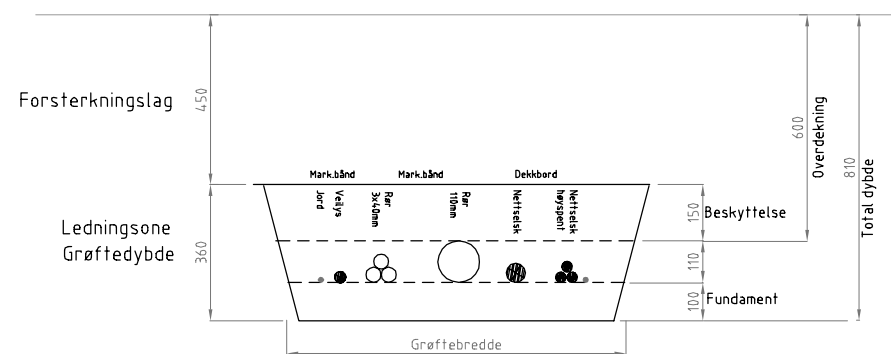 Forsterkningslag
450
Ledningsone
Grøftedybde
360
Mark.bånd
Mark.bånd
Dekkbord
Jord
Veilys
Rør
3x40mm
Rør
110mm
Nettselsk
Nettselsk
høyspent
150
Beskyttelse
110
100
Fundament
600
Overdekning
810
Total dybde
Grøftebredde